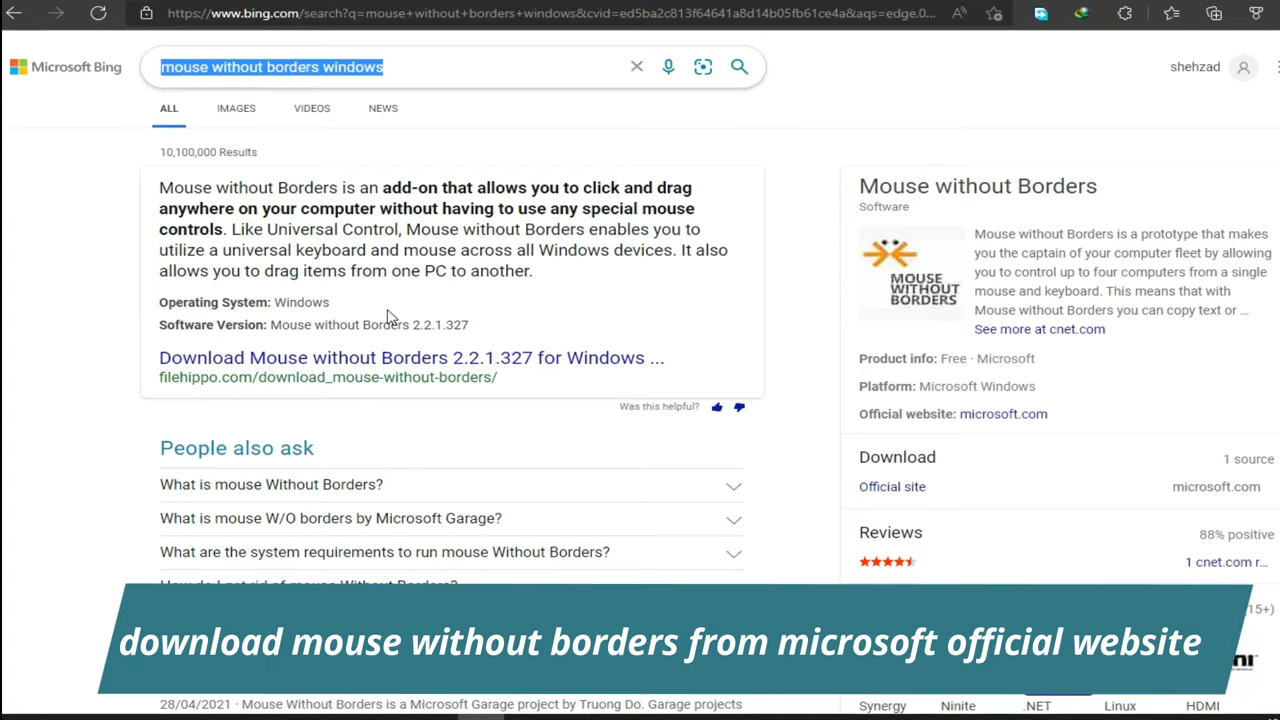 https://www.bing.com/search?q=mouse+without+borders+windows&cvid=ed5ba2c813f64641a8d14b05fb61ce4a&aqs=edge.0...
Microsoft Bing
mouse without borders windows
shehzad
ALL
IMAGES
VIDEOS
NEWS
10,100,000 Results
Mouse without Borders is an add-on that allows you to click and drag
anywhere on your computer without having to use any special mouse
controls. Like Universal Control, Mouse without Borders enables you to
utilize a universal keyboard and mouse across all Windows devices. It also
allows you to drag items from one PC to another.
Operating System: Windows
Software Version: Mouse without Borders 2.2.1.327
Download Mouse without Borders 2.2.1.327 for Windows ...
filehippo.com/download_mouse-without-borders/
Was this helpful?
People also ask
What is mouse Without Borders?
What is mouse W/O borders by Microsoft Garage?
What are the system requirements to run mouse Without Borders?
How do I get rid of mouse Without Borders?
28/04/2021 · Mouse Without Borders is a Microsoft Garage project by Truong Do. Garage projects
Mouse without Borders
Software
MOUSE
WITHOUT
BORDERS
Mouse without Borders is a prototype that makes
you the captain of your computer fleet by allowing
you to control up to four computers from a single
mouse and keyboard. This means that with
Mouse without Borders you can copy text or ...
See more at cnet.com
Product info: Free · Microsoft
Platform: Microsoft Windows
Official website: microsoft.com
Download
1 source
Official site
microsoft.com
Reviews
88% positive
1 cnet.com r...
15+)
Synergy
Ninite
.NET
Linux
HDMI
download mouse without borders from microsoft official website